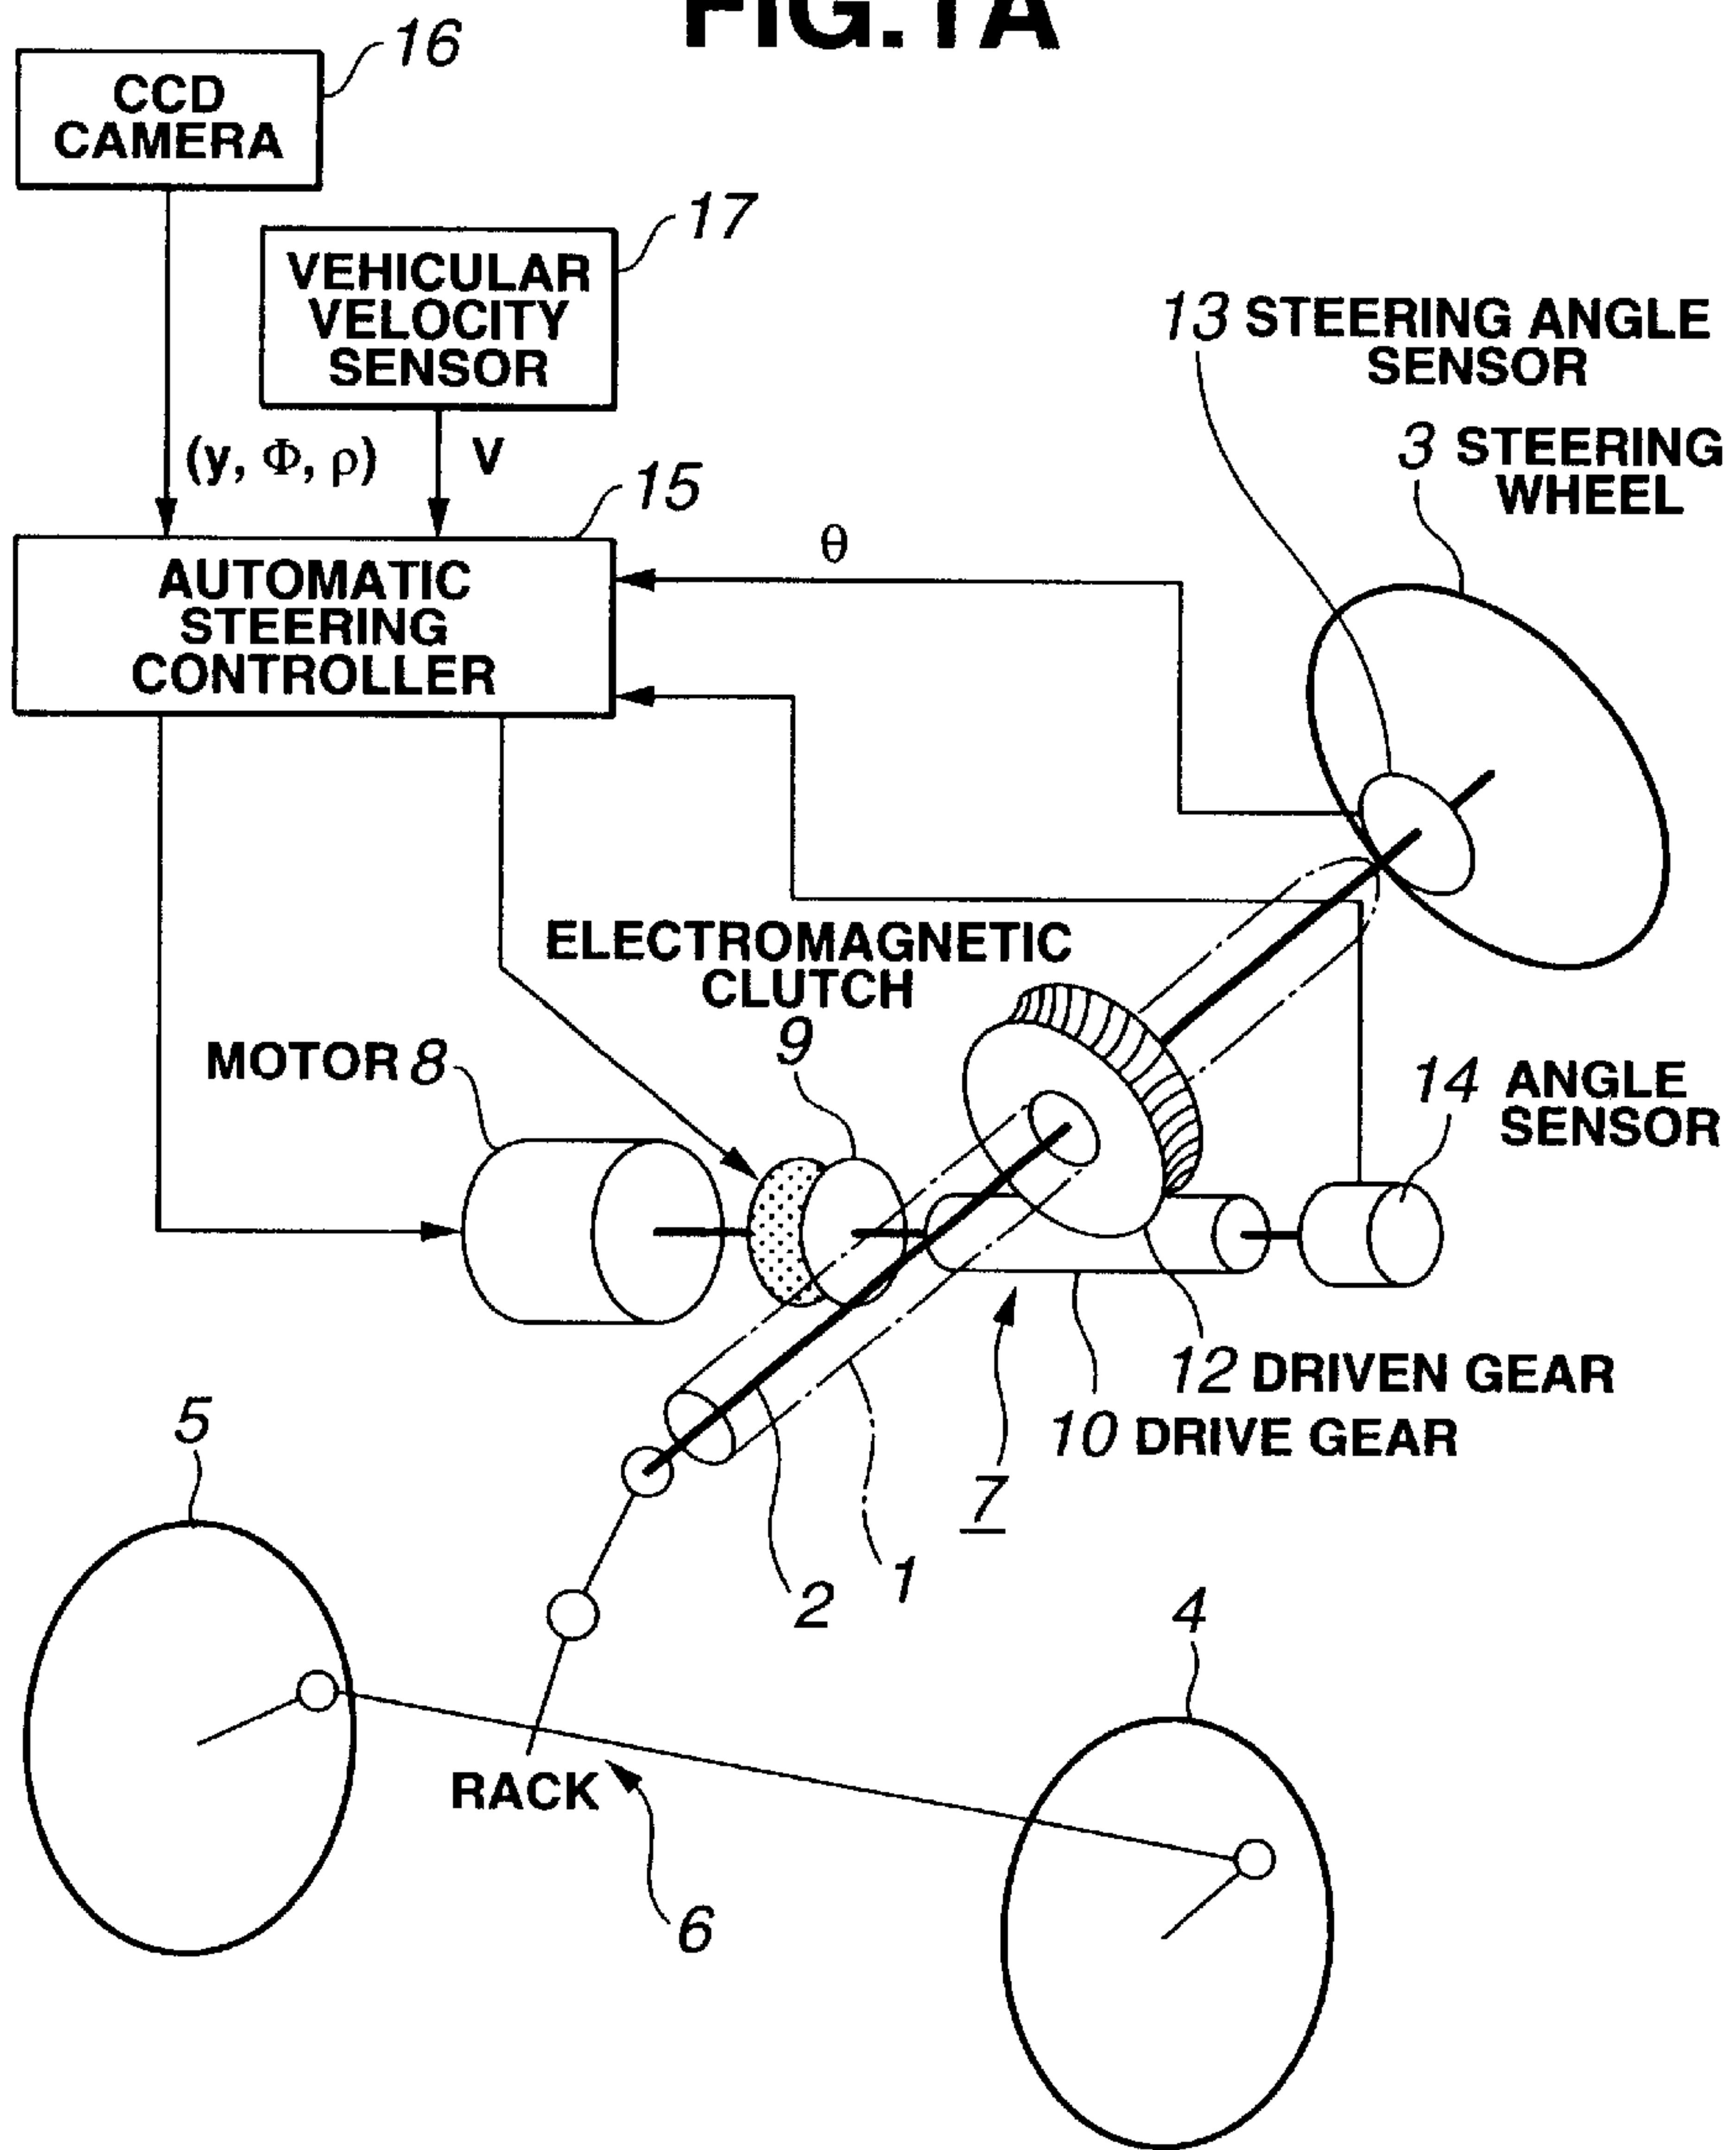 FIG.1A
16
CCD
CAMERA
17
VEHICULAR
VELOCITY
SENSOR
13 STEERING ANGLE
SENSOR
3 STEERING
WHEEL
(y, Φ, ρ)
V
15
θ
AUTOMATIC
STEERING
CONTROLLER
ELECTROMAGNETIC
CLUTCH
9
MOTOR 8
14 ANGLE
SENSOR
12 DRIVEN GEAR
10 DRIVE GEAR
7
5
1
2
4
RACK
6